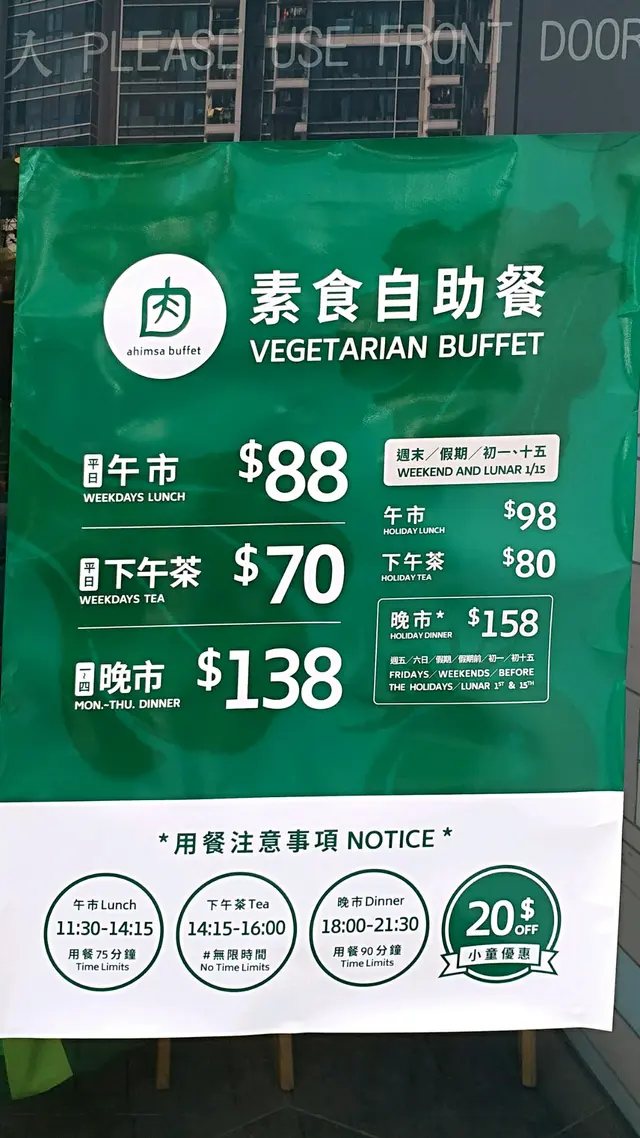 入 PLEASE USE FRONT DOOR
肉
ahimsa buffet
素食自助餐
VEGETARIAN BUFFET
平日 午市 $88
WEEKDAYS LUNCH
平日 下午茶 $70
WEEKDAYS TEA
一~四 晚市 $138
MON.~THU. DINNER
週末／假期／初一、十五
WEEKEND AND LUNAR 1/15
午市 $98
HOLIDAY LUNCH
下午茶 $80
HOLIDAY TEA
晚市* $158
HOLIDAY DINNER
週五／六日／假期／假期前／初一／初十五
FRIDAYS／WEEKENDS／BEFORE
THE HOLIDAYS／LUNAR 1ST & 15TH
*用餐注意事項 NOTICE*
午市 Lunch
11:30-14:15
用餐 75 分鐘
Time Limits
下午茶 Tea
14:15-16:00
#無限時間
No Time Limits
晚市 Dinner
18:00-21:30
用餐 90 分鐘
Time Limits
20$
OFF
小童優惠